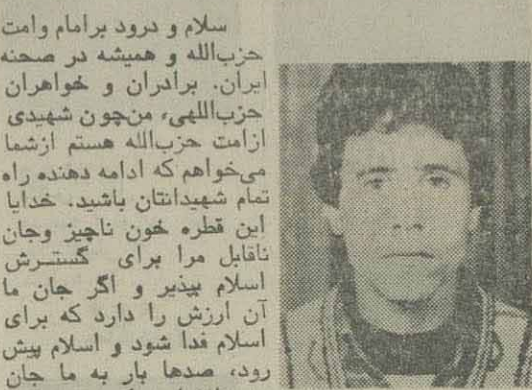 سلام و درود برامام وامت
حزب‌الله و همیشه در صحنه
ایران. برادران و خواهران
حزب‌اللهی، من‌چون شهیدی
ازامت حزب‌الله هستم ازشما
می‌خواهم که ادامه دهنده راه
تمام شهیدانتان باشید. خدایا
این قطره خون ناچیز وجان
ناقابل مرا برای گسترش
اسلام بپذیر و اگر جان ما
آن ارزش را دارد که برای
اسلام فدا شود و اسلام پیش
رود، صدها بار به ما جان